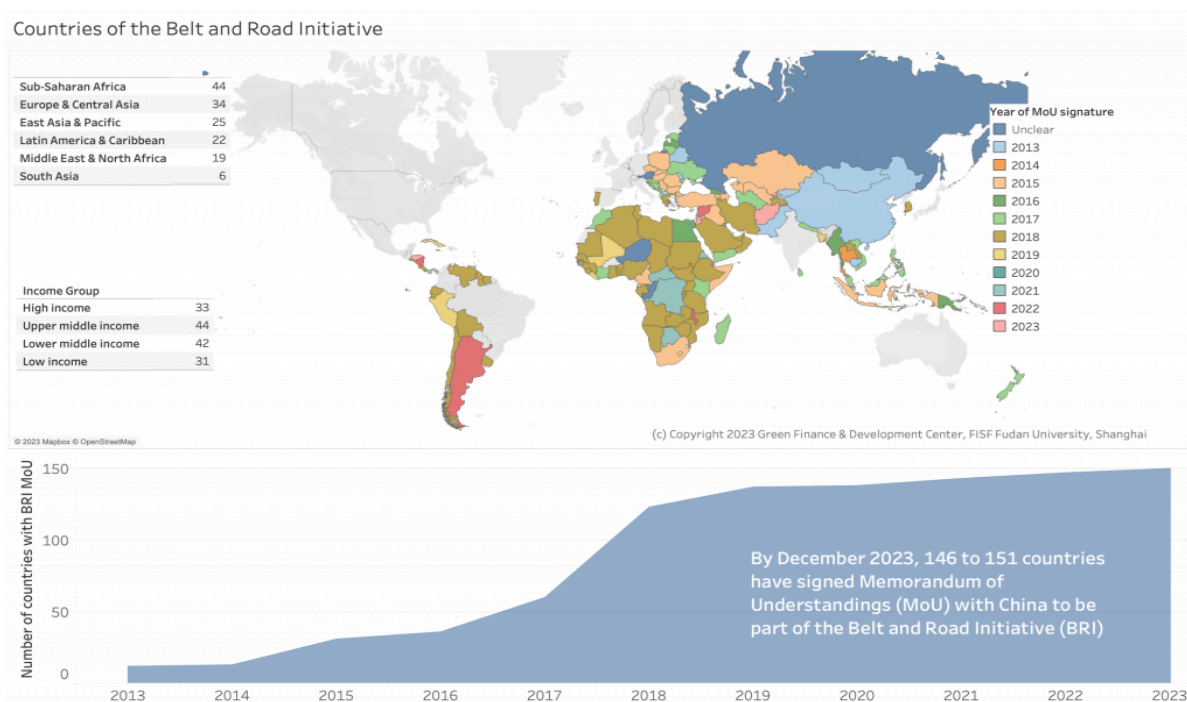 Countries of the Belt and Road Initiative
Sub-Saharan Africa 44
Europe & Central Asia 34
East Asia & Pacific 25
Latin America & Caribbean 22
Middle East & North Africa 19
South Asia 6
Income Group
High income 33
Upper middle income 44
Lower middle income 42
Low income 31
Year of MoU signature
Unclear
2013
2014
2015
2016
2017
2018
2019
2020
2021
2022
2023
© 2023 Mapbox © OpenStreetMap
(c) Copyright 2023 Green Finance & Development Center, FISF Fudan University, Shanghai
Number of countries with BRI MoU
150
100
50
0
By December 2023, 146 to 151 countries
have signed Memorandum of
Understandings (MoU) with China to be
part of the Belt and Road Initiative (BRI)
2013 2014 2015 2016 2017 2018 2019 2020 2021 2022 2023